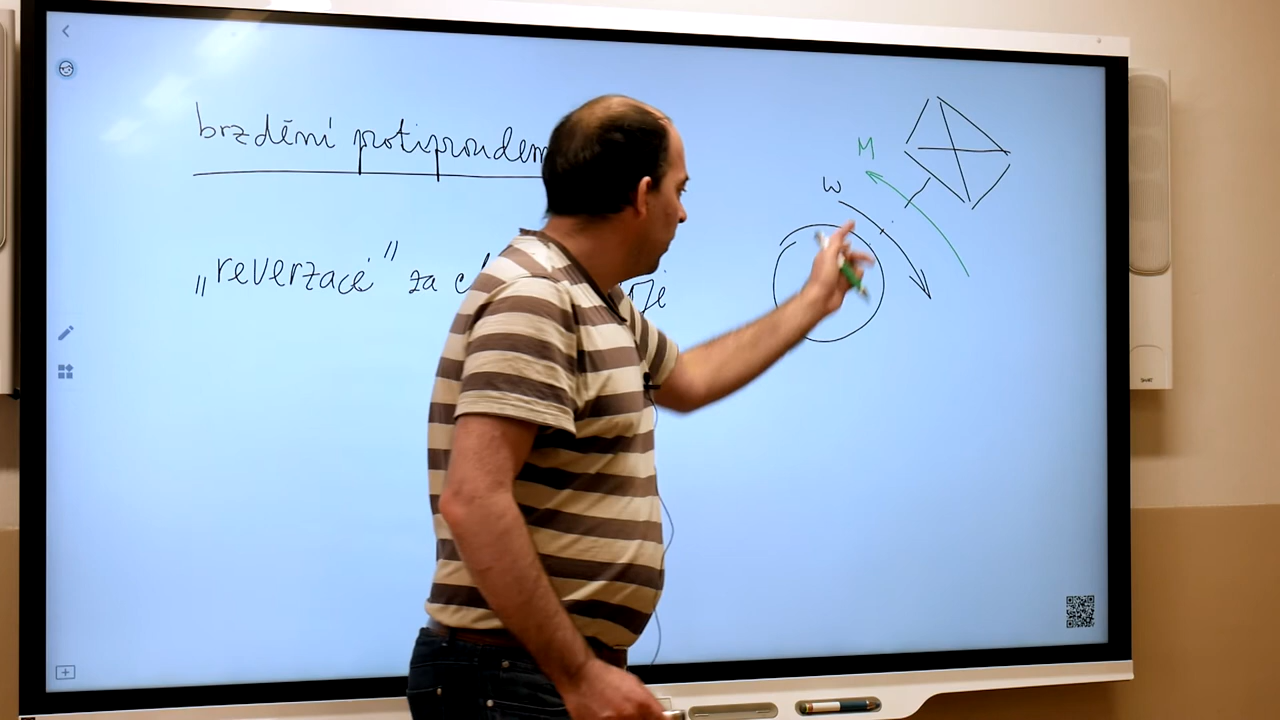 brzdění protiproudem
„reverzace" za c
M
ω